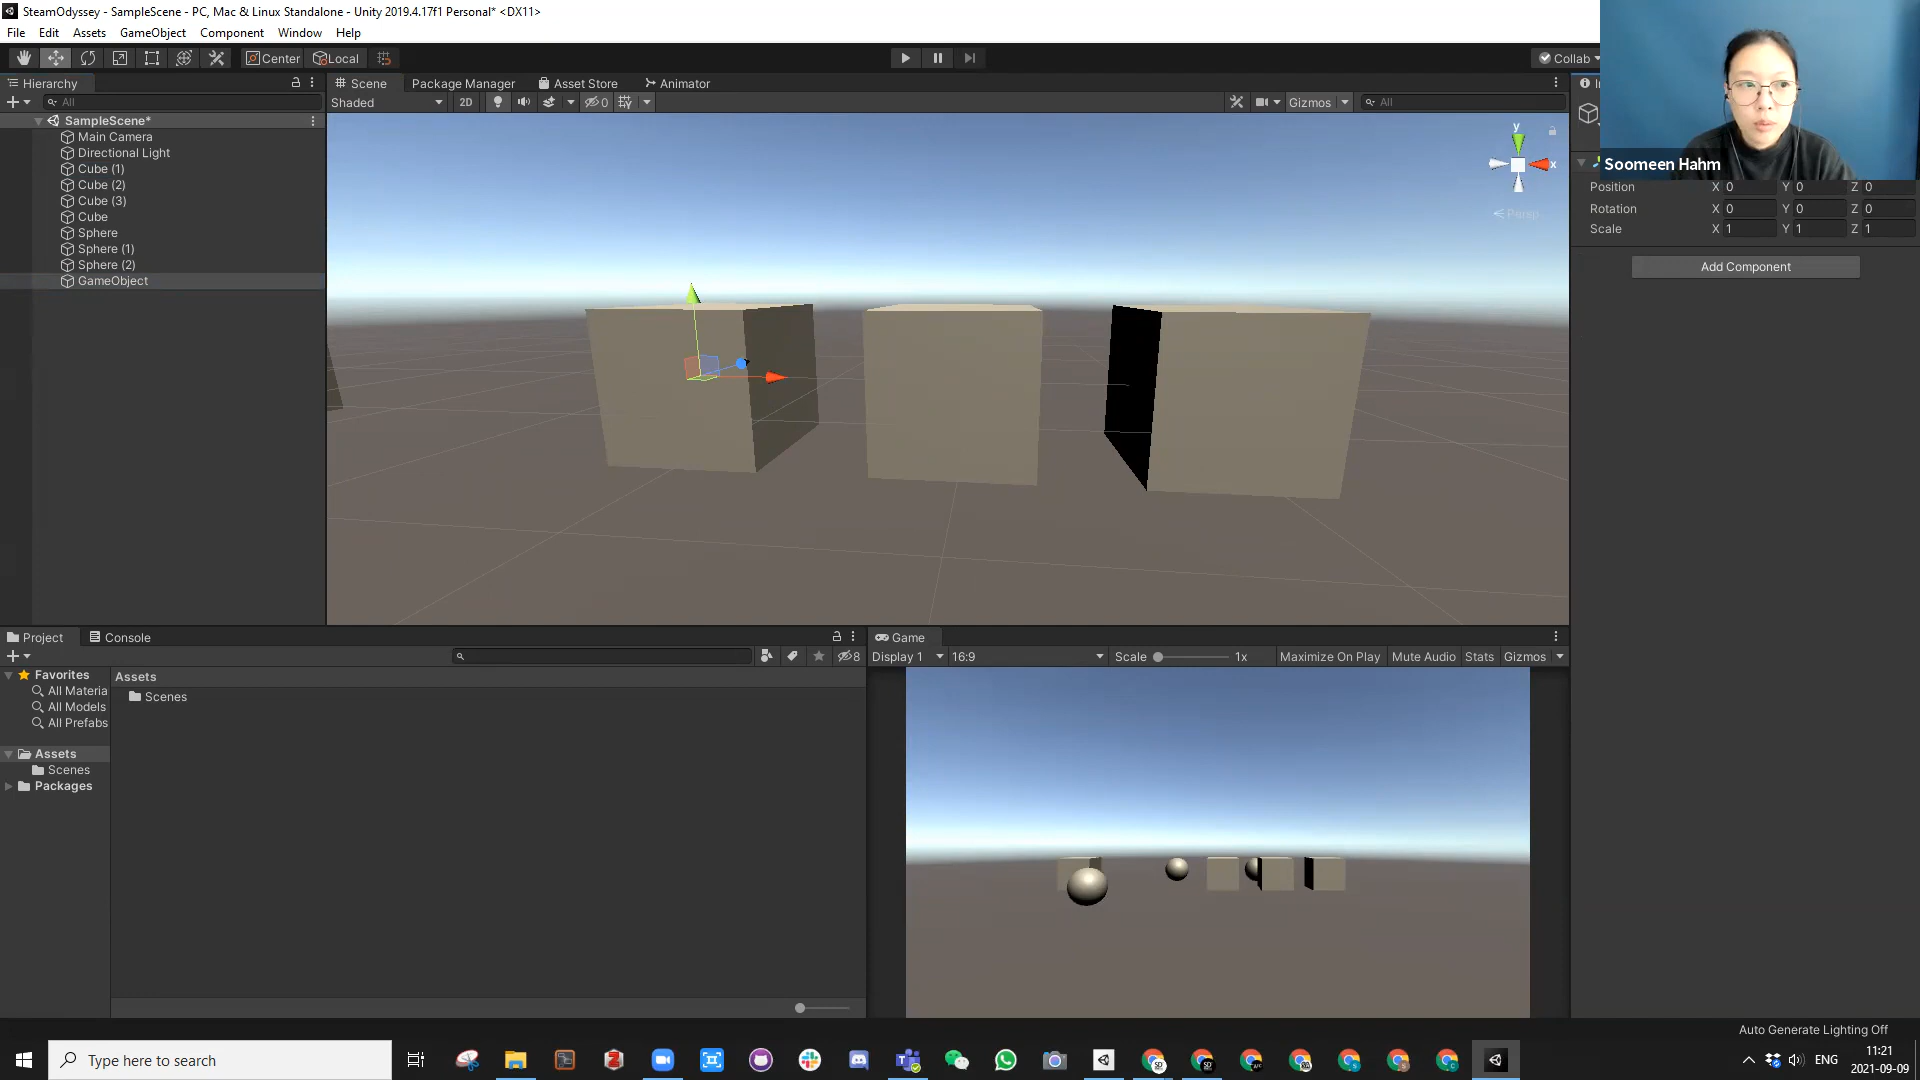 SteamOdyssey - SampleScene - PC, Mac & Linux Standalone - Unity 2019.4.17f1 Personal* <DX11>
File Edit Assets GameObject Component Window Help
Center Local
Collab
Hierarchy
Scene Package Manager Asset Store Animator
All
Shaded 2D 0 Gizmos All
SampleScene*
Main Camera
Directional Light
Cube (1)
Cube (2)
Cube (3)
Cube
Sphere
Sphere (1)
Sphere (2)
GameObject
y
x
Persp
Soomeen Hahm
Position X 0 Y 0 Z 0
Rotation X 0 Y 0 Z 0
Scale X 1 Y 1 Z 1
Add Component
Project Console
8
Favorites
All Materia
All Models
All Prefabs
Assets
Scenes
Packages
Assets
Scenes
Game
Display 1 16:9 Scale 1x Maximize On Play Mute Audio Stats Gizmos
Auto Generate Lighting Off
Type here to search
ENG
11:21
2021-09-09